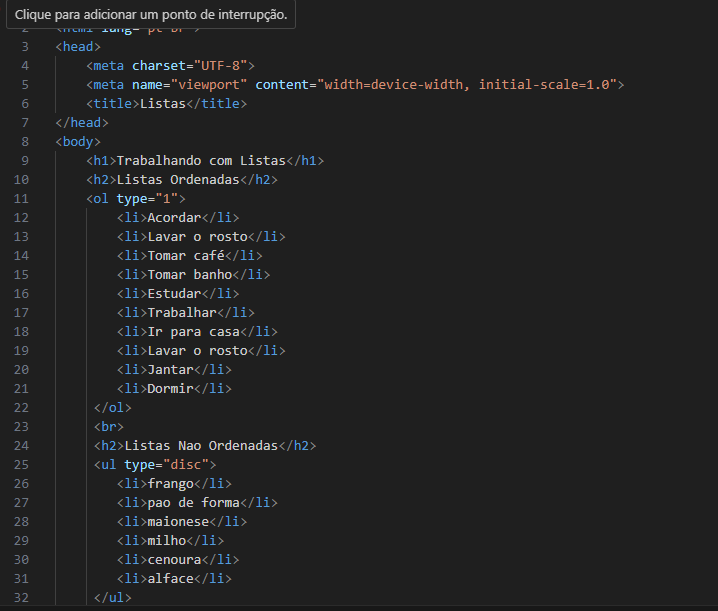 Clique para adicionar um ponto de interrupção.
2 <html lang="pt-br">
3 <head>
4 <meta charset="UTF-8">
5 <meta name="viewport" content="width=device-width, initial-scale=1.0">
6 <title>Listas</title>
7 </head>
8 <body>
9 <h1>Trabalhando com Listas</h1>
10 <h2>Listas Ordenadas</h2>
11 <ol type="1">
12 <li>Acordar</li>
13 <li>Lavar o rosto</li>
14 <li>Tomar café</li>
15 <li>Tomar banho</li>
16 <li>Estudar</li>
17 <li>Trabalhar</li>
18 <li>Ir para casa</li>
19 <li>Lavar o rosto</li>
20 <li>Jantar</li>
21 <li>Dormir</li>
22 </ol>
23 <br>
24 <h2>Listas Nao Ordenadas</h2>
25 <ul type="disc">
26 <li>frango</li>
27 <li>pao de forma</li>
28 <li>maionese</li>
29 <li>milho</li>
30 <li>cenoura</li>
31 <li>alface</li>
32 </ul>